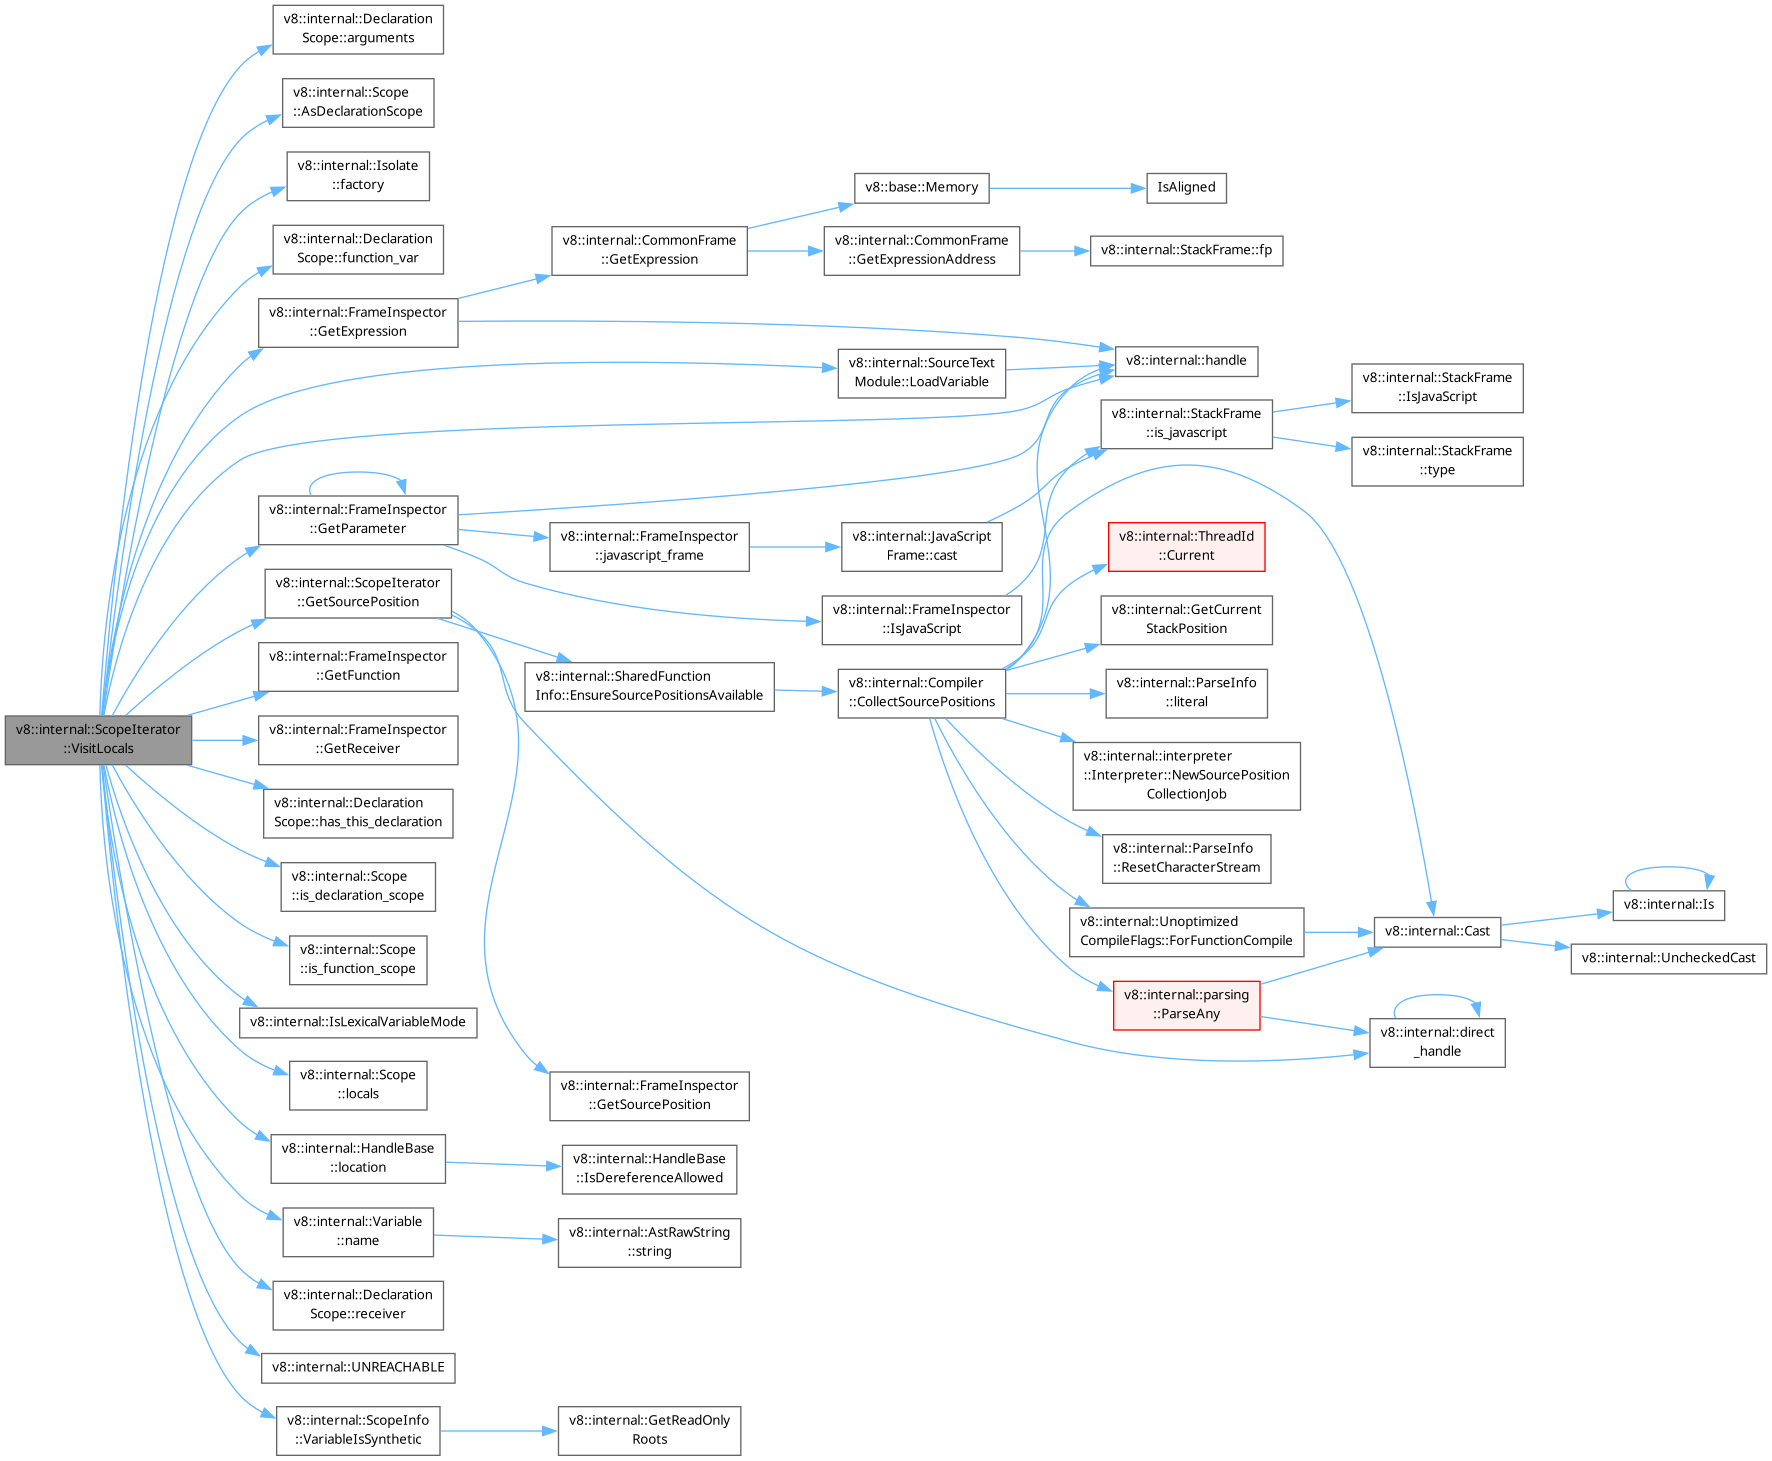 v8::internal::ScopeIterator
::VisitLocals
v8::internal::Declaration
Scope::arguments
v8::internal::Scope
::AsDeclarationScope
v8::internal::Isolate
::factory
v8::internal::Declaration
Scope::function_var
v8::internal::FrameInspector
::GetExpression
v8::internal::CommonFrame
::GetExpression
v8::base::Memory
IsAligned
v8::internal::CommonFrame
::GetExpressionAddress
v8::internal::StackFrame::fp
v8::internal::handle
v8::internal::SourceText
Module::LoadVariable
v8::internal::FrameInspector
::GetParameter
v8::internal::FrameInspector
::javascript_frame
v8::internal::JavaScript
Frame::cast
v8::internal::StackFrame
::is_javascript
v8::internal::StackFrame
::IsJavaScript
v8::internal::StackFrame
::type
v8::internal::FrameInspector
::IsJavaScript
v8::internal::ScopeIterator
::GetSourcePosition
v8::internal::SharedFunction
Info::EnsureSourcePositionsAvailable
v8::internal::Compiler
::CollectSourcePositions
v8::internal::ThreadId
::Current
v8::internal::GetCurrent
StackPosition
v8::internal::ParseInfo
::literal
v8::internal::interpreter
::Interpreter::NewSourcePosition
CollectionJob
v8::internal::ParseInfo
::ResetCharacterStream
v8::internal::Unoptimized
CompileFlags::ForFunctionCompile
v8::internal::parsing
::ParseAny
v8::internal::Cast
v8::internal::Is
v8::internal::UncheckedCast
v8::internal::direct
_handle
v8::internal::FrameInspector
::GetSourcePosition
v8::internal::FrameInspector
::GetFunction
v8::internal::FrameInspector
::GetReceiver
v8::internal::Declaration
Scope::has_this_declaration
v8::internal::Scope
::is_declaration_scope
v8::internal::Scope
::is_function_scope
v8::internal::IsLexicalVariableMode
v8::internal::Scope
::locals
v8::internal::HandleBase
::location
v8::internal::HandleBase
::IsDereferenceAllowed
v8::internal::Variable
::name
v8::internal::AstRawString
::string
v8::internal::Declaration
Scope::receiver
v8::internal::UNREACHABLE
v8::internal::ScopeInfo
::VariableIsSynthetic
v8::internal::GetReadOnly
Roots